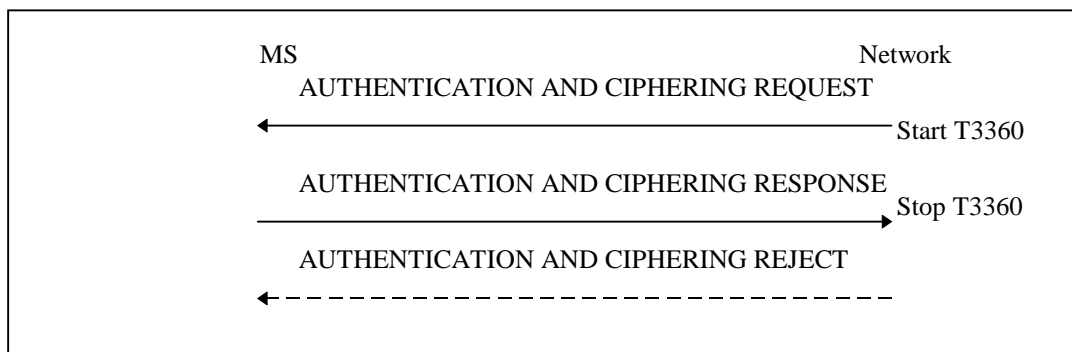 MS Network
AUTHENTICATION AND CIPHERING REQUEST
Start T3360
AUTHENTICATION AND CIPHERING RESPONSE
Stop T3360
AUTHENTICATION AND CIPHERING REJECT